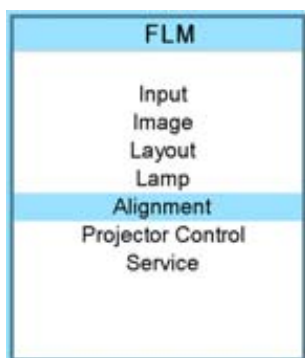 FLM
Input
Image
Layout
Lamp
Alignment
Projector Control
Service